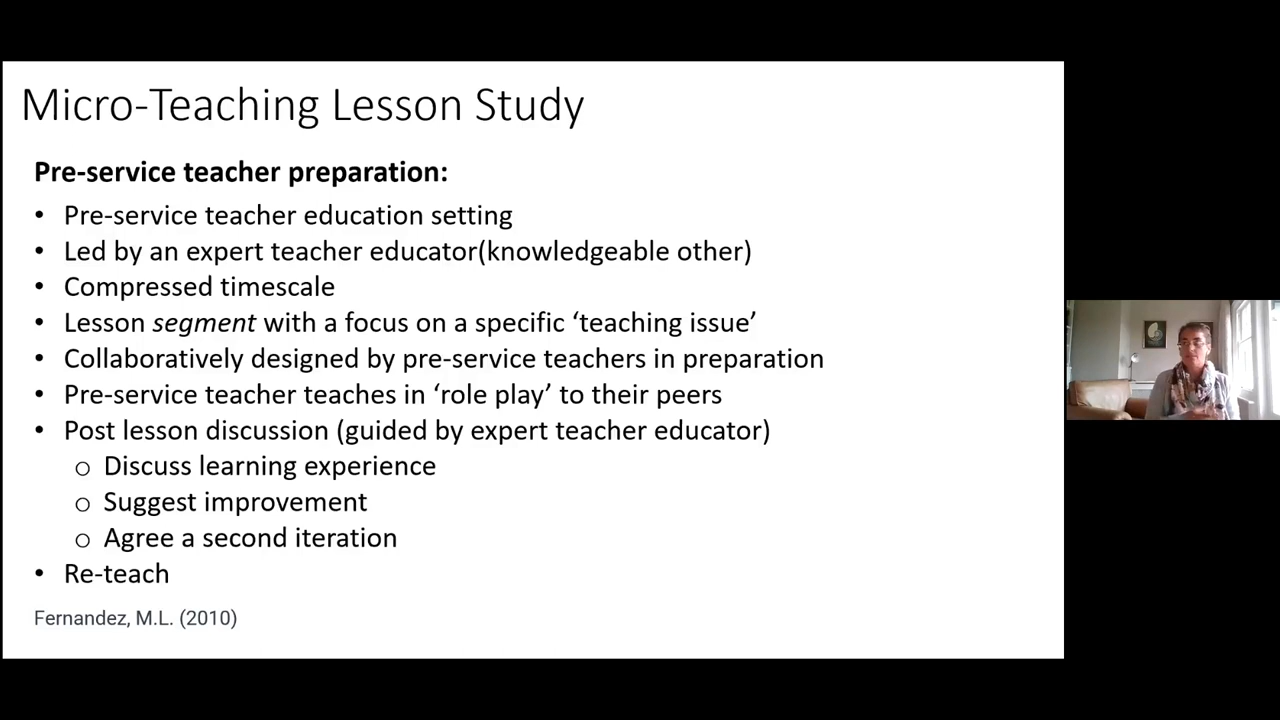 Micro-Teaching Lesson Study
Pre-service teacher preparation:
• Pre-service teacher education setting
• Led by an expert teacher educator(knowledgeable other)
• Compressed timescale
• Lesson segment with a focus on a specific ‘teaching issue’
• Collaboratively designed by pre-service teachers in preparation
• Pre-service teacher teaches in ‘role play’ to their peers
• Post lesson discussion (guided by expert teacher educator)
o Discuss learning experience
o Suggest improvement
o Agree a second iteration
• Re-teach
Fernandez, M.L. (2010)